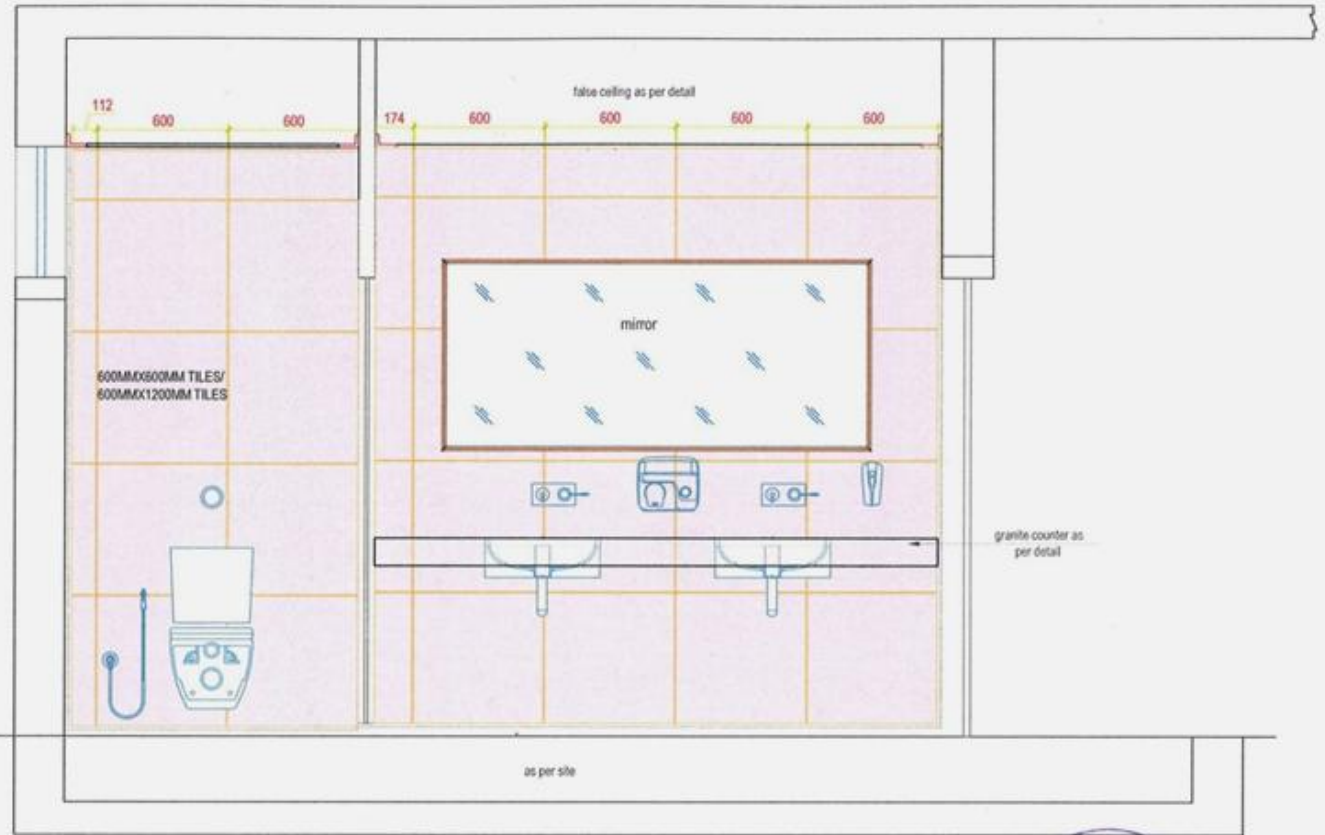 false ceiling as per detail
112
600
600
174
600
600
600
600
mirror
600MMX600MM TILES/
600MMX1200MM TILES
granite counter as
per detail
as per site